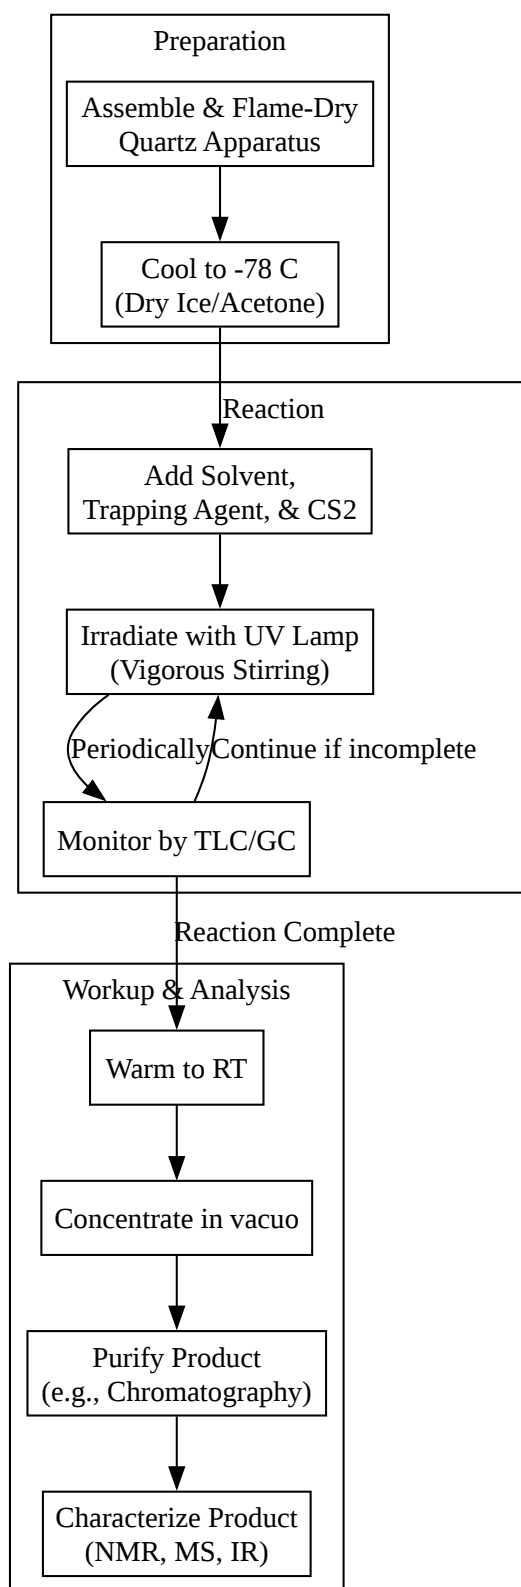 Preparation
Assemble & Flame-Dry
Quartz Apparatus
Cool to -78 C
(Dry Ice/Acetone)
Reaction
Add Solvent,
Trapping Agent, & CS2
Irradiate with UV Lamp
(Vigorous Stirring)
Periodically
Continue if incomplete
Monitor by TLC/GC
Reaction Complete
Workup & Analysis
Warm to RT
Concentrate in vacuo
Purify Product
(e.g., Chromatography)
Characterize Product
(NMR, MS, IR)